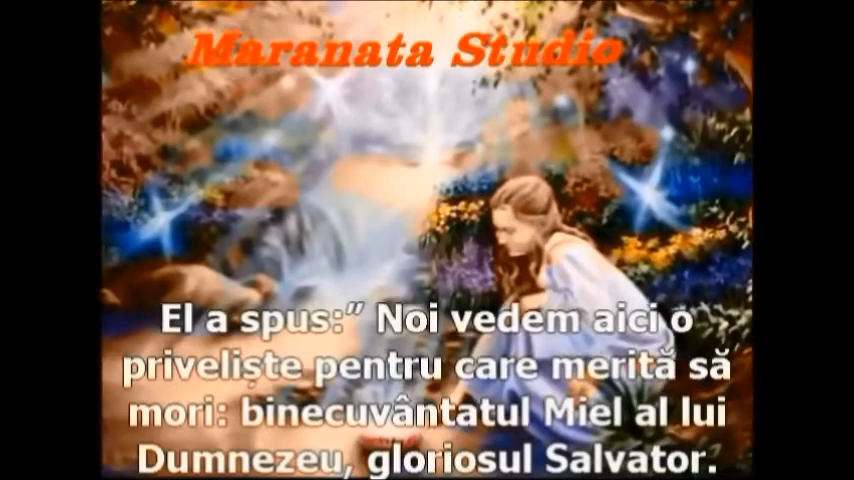 Maranata Studio
El a spus:” Noi vedem aici o
priveliște pentru care merită să
mori: binecuvântatul Miel al lui
Dumnezeu, gloriosul Salvator.